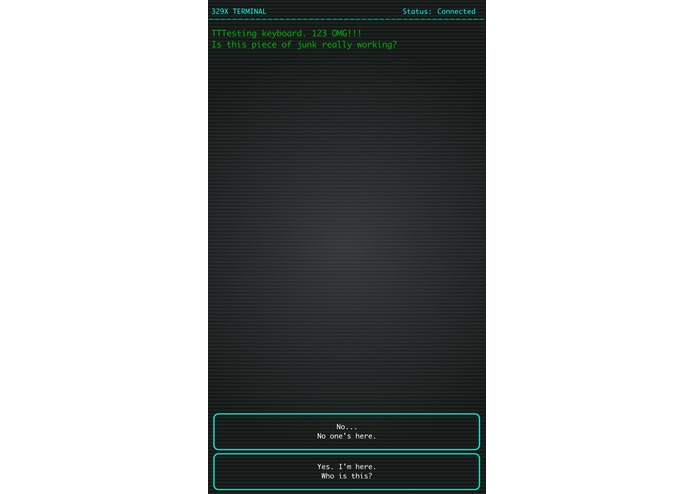 329X TERMINAL
Status: Connected
TTTesting keyboard. 123 OMG!!!
Is this piece of junk really working?
No...
No one's here.
Yes. I'm here.
Who is this?